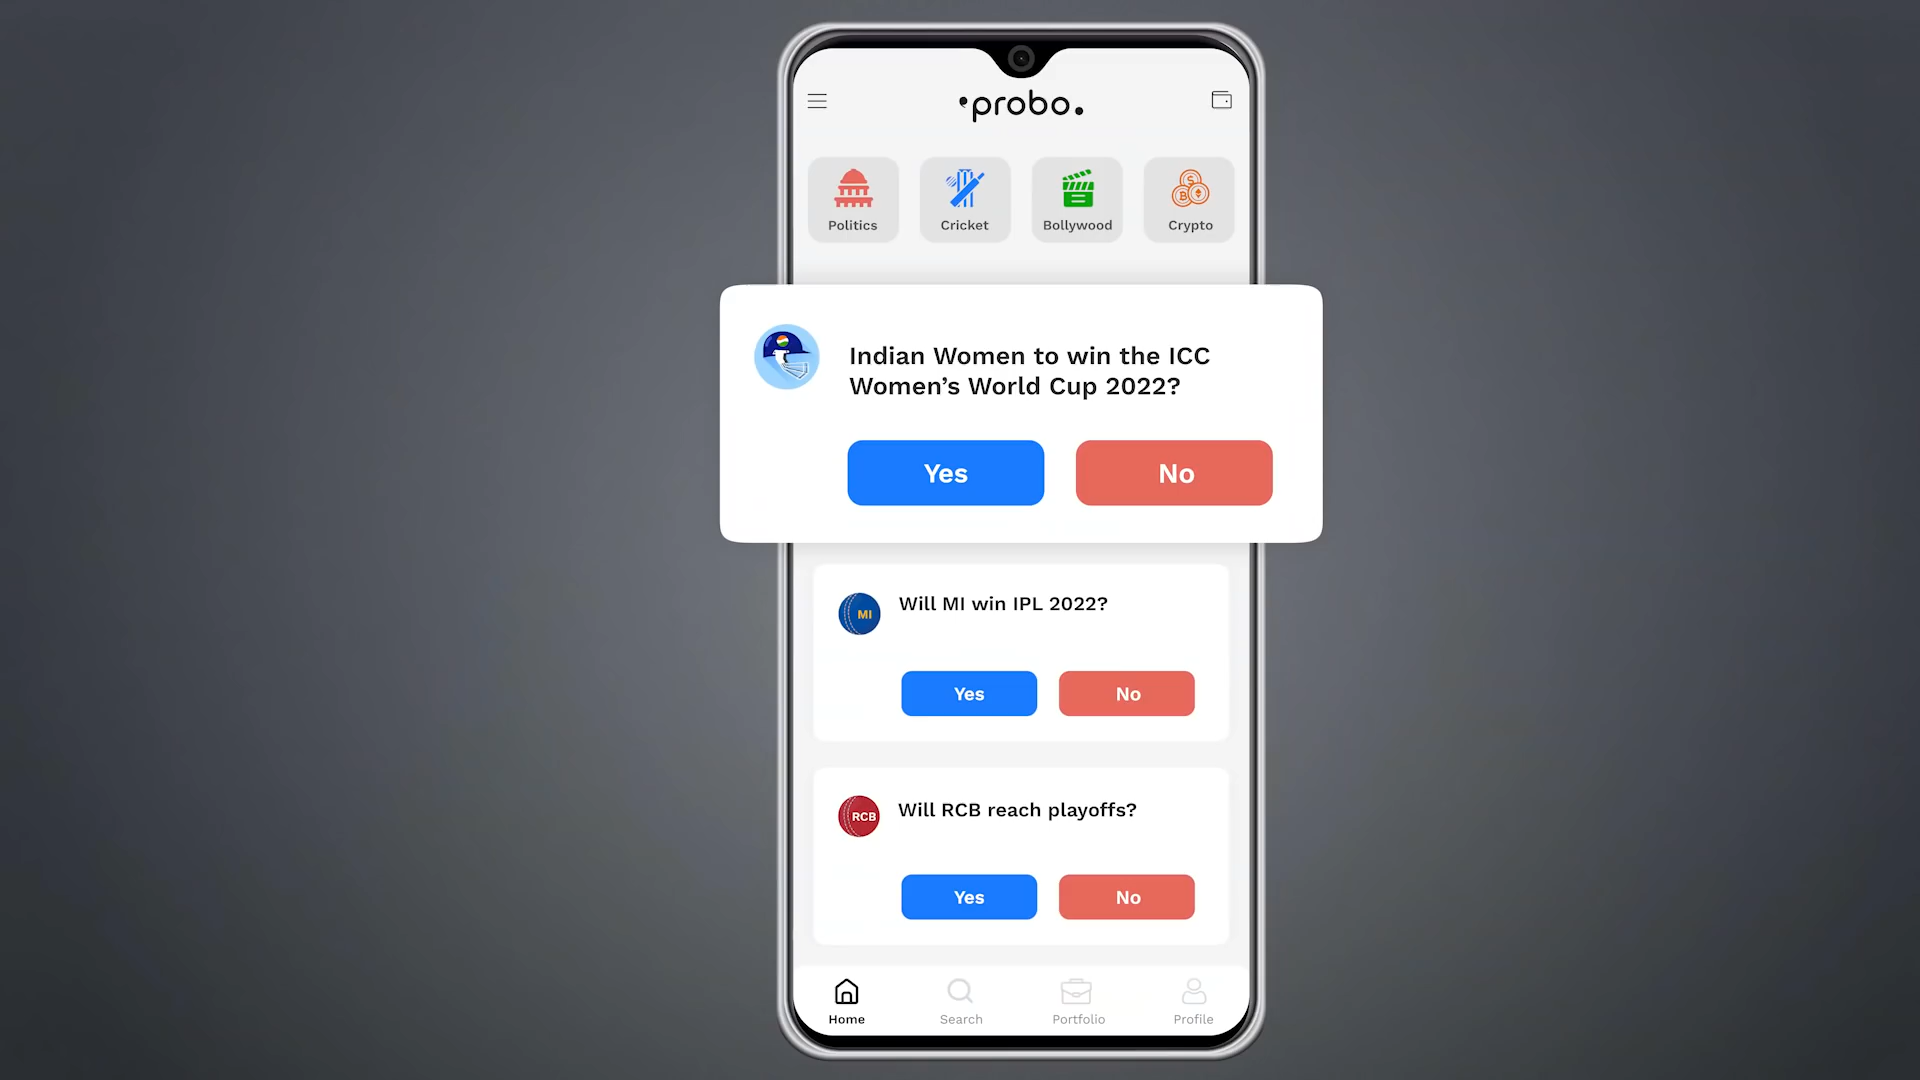 probo.
Politics
Cricket
Bollywood
Crypto
Indian Women to win the ICC
Women’s World Cup 2022?
Yes
No
MI
Will MI win IPL 2022?
Yes
No
RCB
Will RCB reach playoffs?
Yes
No
Home
Search
Portfolio
Profile